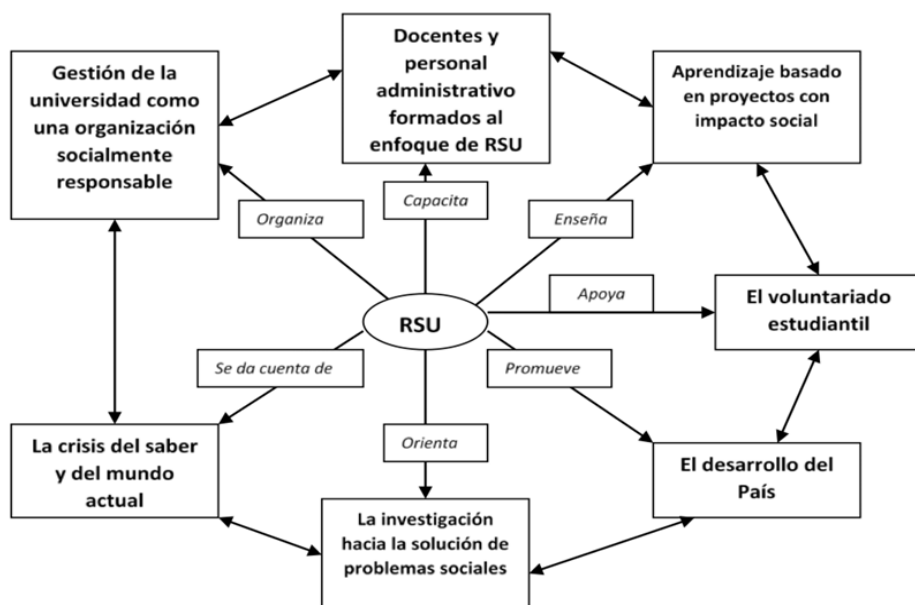 Gestión de la
universidad como
una organización
socialmente
responsable
Docentes y
personal
administrativo
formados al
enfoque de RSU
Aprendizaje basado
en proyectos con
impacto social
Organiza
Capacita
Enseña
RSU
Apoya
El voluntariado
estudiantil
Se da cuenta de
Promueve
Orienta
La crisis del saber
y del mundo
actual
La investigación
hacia la solución de
problemas sociales
El desarrollo del
País